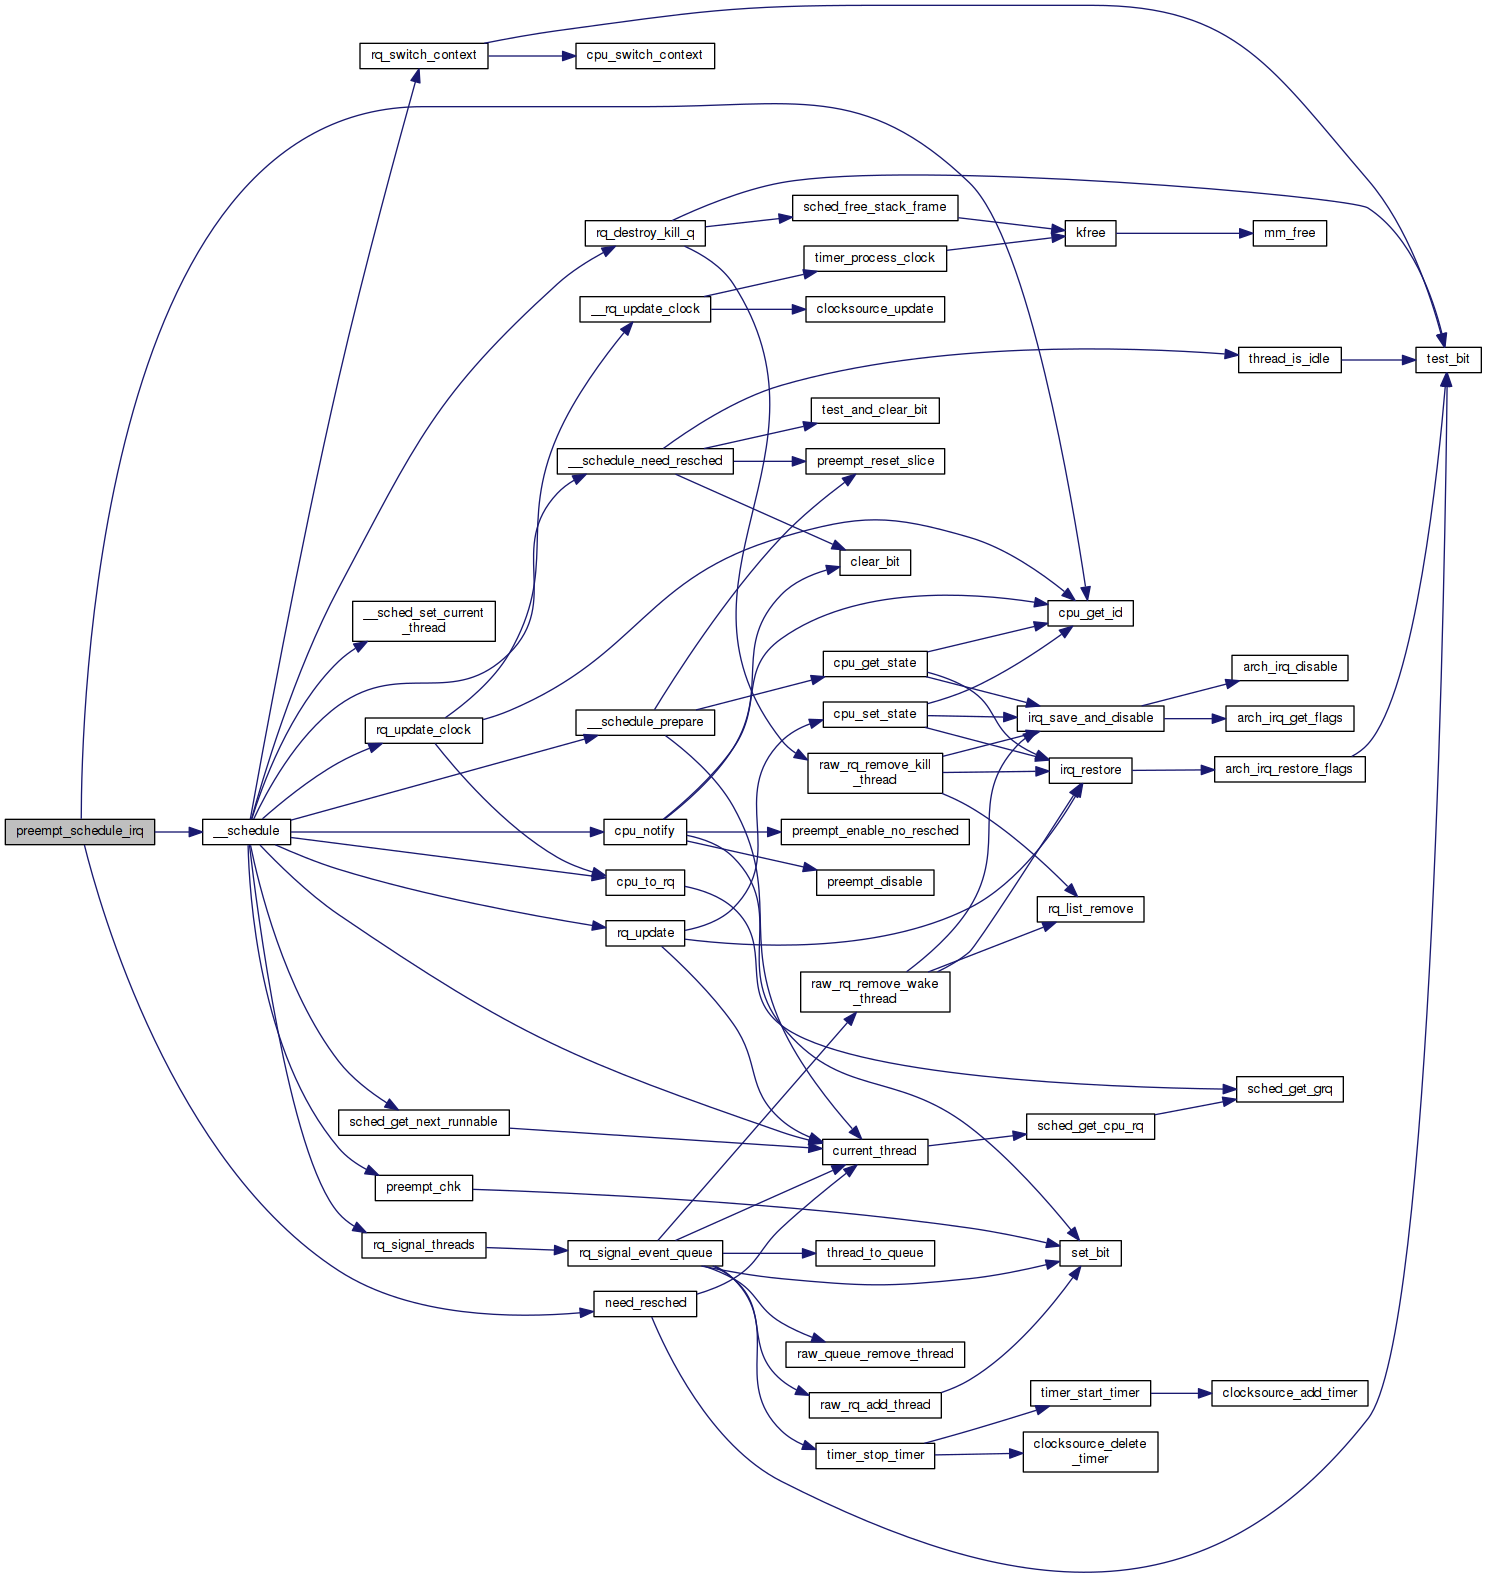 rq_switch_context
cpu_switch_context
sched_free_stack_frame
rq_destroy_kill_q
kfree
mm_free
timer_process_clock
__rq_update_clock
clocksource_update
thread_is_idle
test_bit
test_and_clear_bit
__schedule_need_resched
preempt_reset_slice
clear_bit
__sched_set_current
_thread
cpu_get_id
cpu_get_state
arch_irq_disable
cpu_set_state
irq_save_and_disable
arch_irq_get_flags
rq_update_clock
__schedule_prepare
raw_rq_remove_kill
_thread
irq_restore
arch_irq_restore_flags
preempt_schedule_irq
__schedule
cpu_notify
preempt_enable_no_resched
cpu_to_rq
preempt_disable
rq_list_remove
rq_update
raw_rq_remove_wake
_thread
sched_get_grq
sched_get_next_runnable
sched_get_cpu_rq
current_thread
preempt_chk
rq_signal_threads
rq_signal_event_queue
thread_to_queue
set_bit
need_resched
raw_queue_remove_thread
raw_rq_add_thread
timer_start_timer
clocksource_add_timer
timer_stop_timer
clocksource_delete
_timer